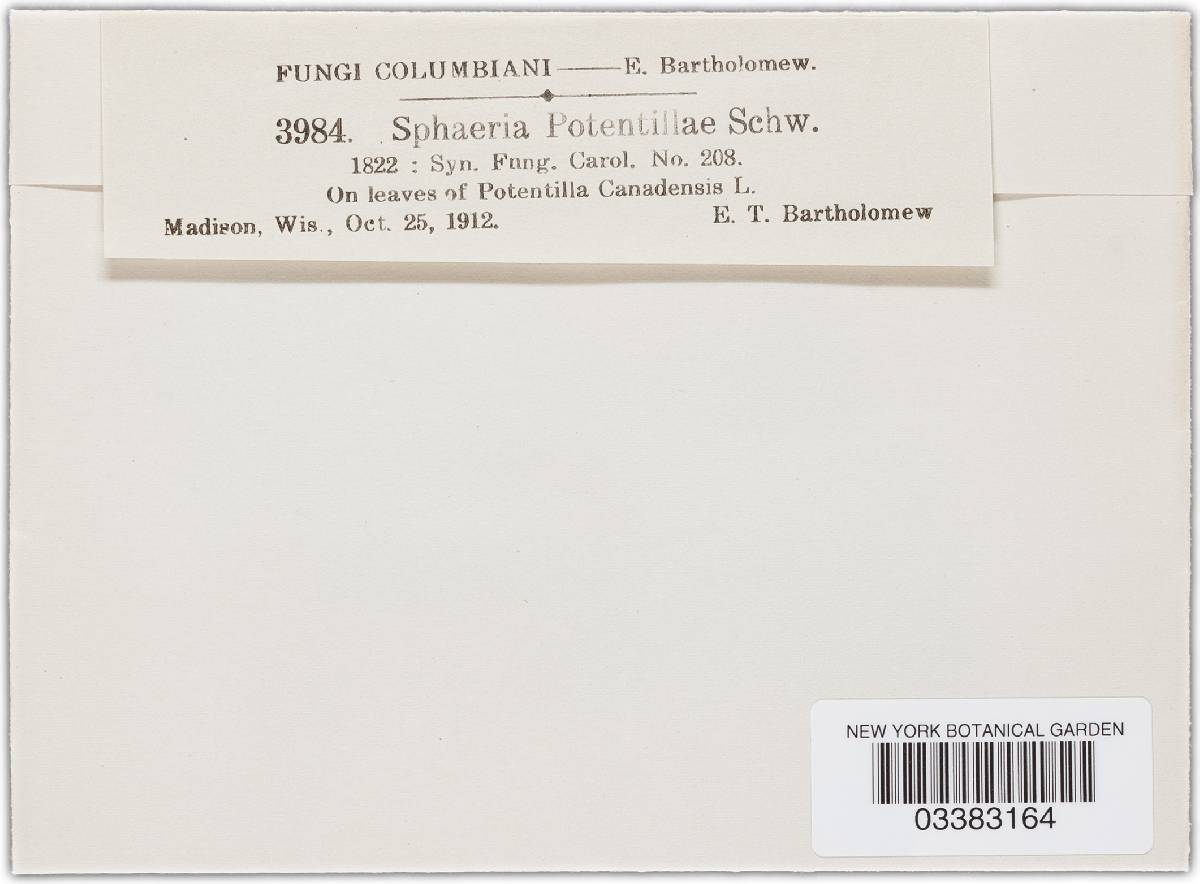 FUNGI COLUMBIANI——E. Bartholomew.
3984. Sphaeria Potentillae Schw.
1822 : Syn. Fung. Carol. No. 208.
On leaves of Potentilla Canadensis L.
Madison, Wis., Oct. 25, 1912. E. T. Bartholomew
NEW YORK BOTANICAL GARDEN
03383164